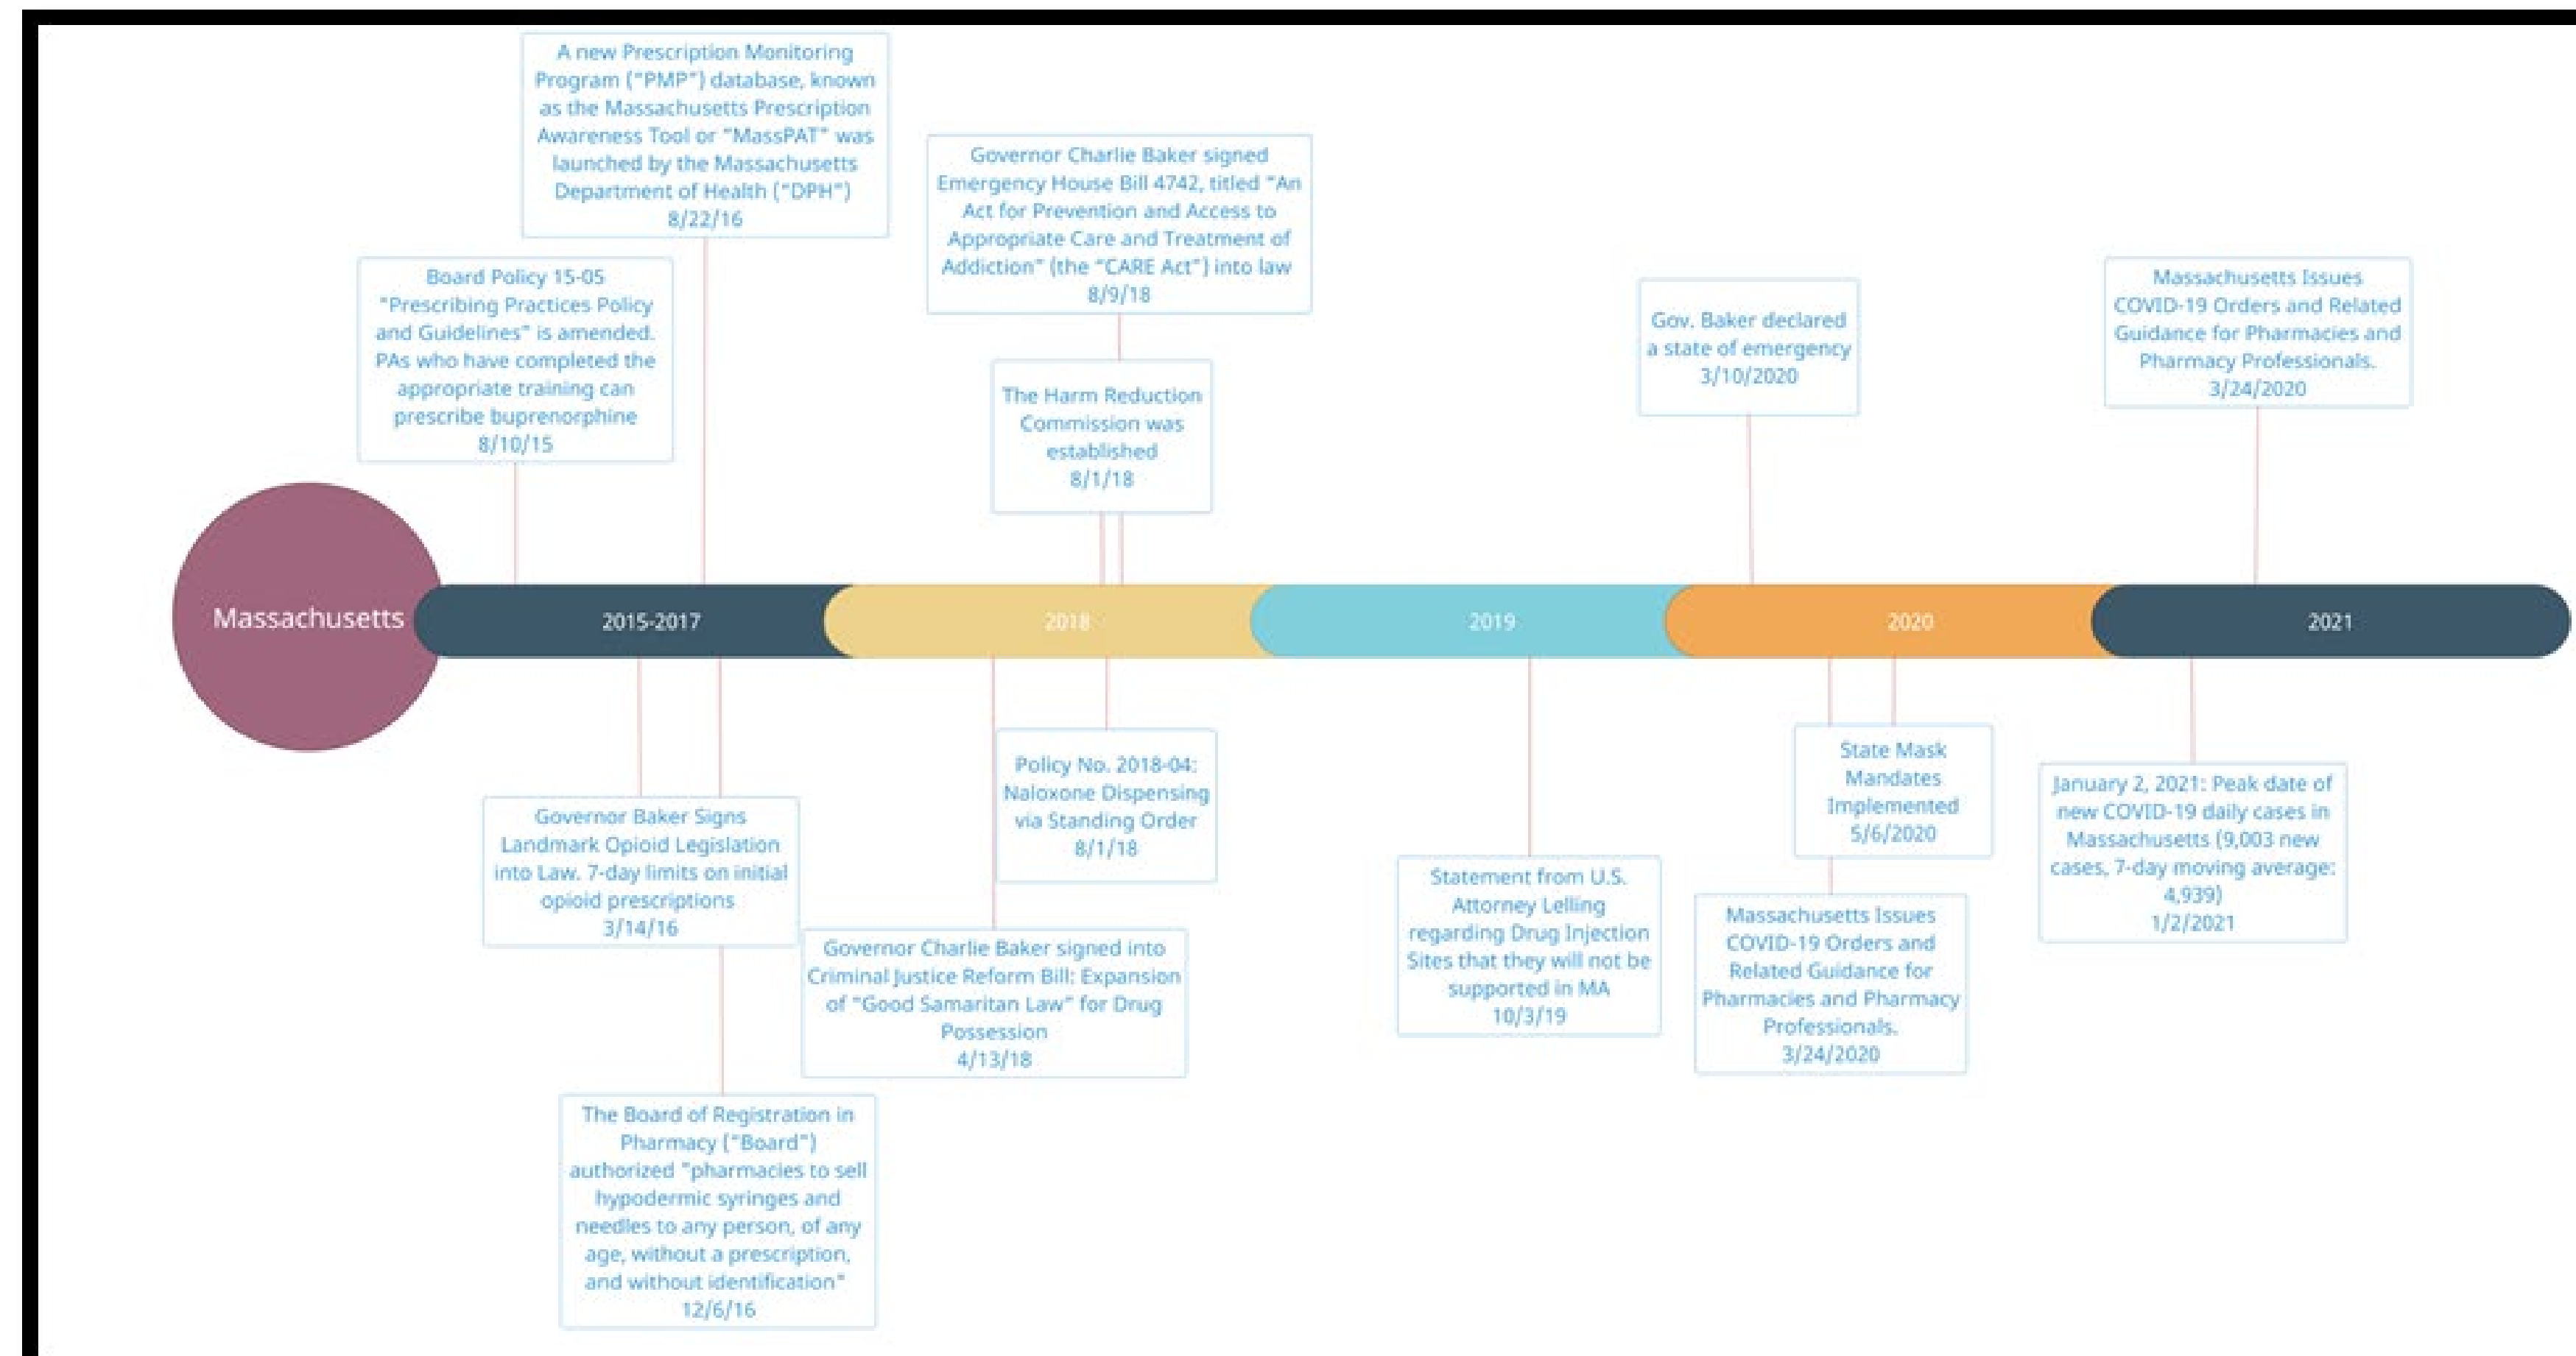 A new Prescription Monitoring
Program ("PMP") database, known
as the Massachusetts Prescription
Awareness Tool or "MassPAT" was
launched by the Massachusetts
Department of Health ("DPH")
8/22/16
Governor Charlie Baker signed
Emergency House Bill 4742, titled "An
Act for Prevention and Access to
Appropriate Care and Treatment of
Addiction" (the "CARE Act") into law
8/9/18
Board Policy 15-05
"Prescribing Practices Policy
and Guidelines" is amended.
PAs who have completed the
appropriate training can
prescribe buprenorphine
8/10/15
The Harm Reduction
Commission was
established
8/1/18
Gov. Baker declared
a state of emergency
3/10/2020
Massachusetts Issues
COVID-19 Orders and Related
Guidance for Pharmacies and
Pharmacy Professionals.
3/24/2020
Massachusetts
2015-2017
2018
2019
2020
2021
Governor Baker Signs
Landmark Opioid Legislation
into Law. 7-day limits on initial
opioid prescriptions
3/14/16
Policy No. 2018-04:
Naloxone Dispensing
via Standing Order
8/1/18
Governor Charlie Baker signed into
Criminal Justice Reform Bill: Expansion
of "Good Samaritan Law" for Drug
Possession
4/13/18
The Board of Registration in
Pharmacy ("Board")
authorized "pharmacies to sell
hypodermic syringes and
needles to any person, of any
age, without a prescription,
and without identification"
12/6/16
Statement from U.S.
Attorney Lelling
regarding Drug Injection
Sites that they will not be
supported in MA
10/3/19
State Mask
Mandates
Implemented
5/6/2020
Massachusetts Issues
COVID-19 Orders and
Related Guidance for
Pharmacies and Pharmacy
Professionals.
3/24/2020
January 2, 2021: Peak date of
new COVID-19 daily cases in
Massachusetts (9,003 new
cases, 7-day moving average:
4,939)
1/2/2021